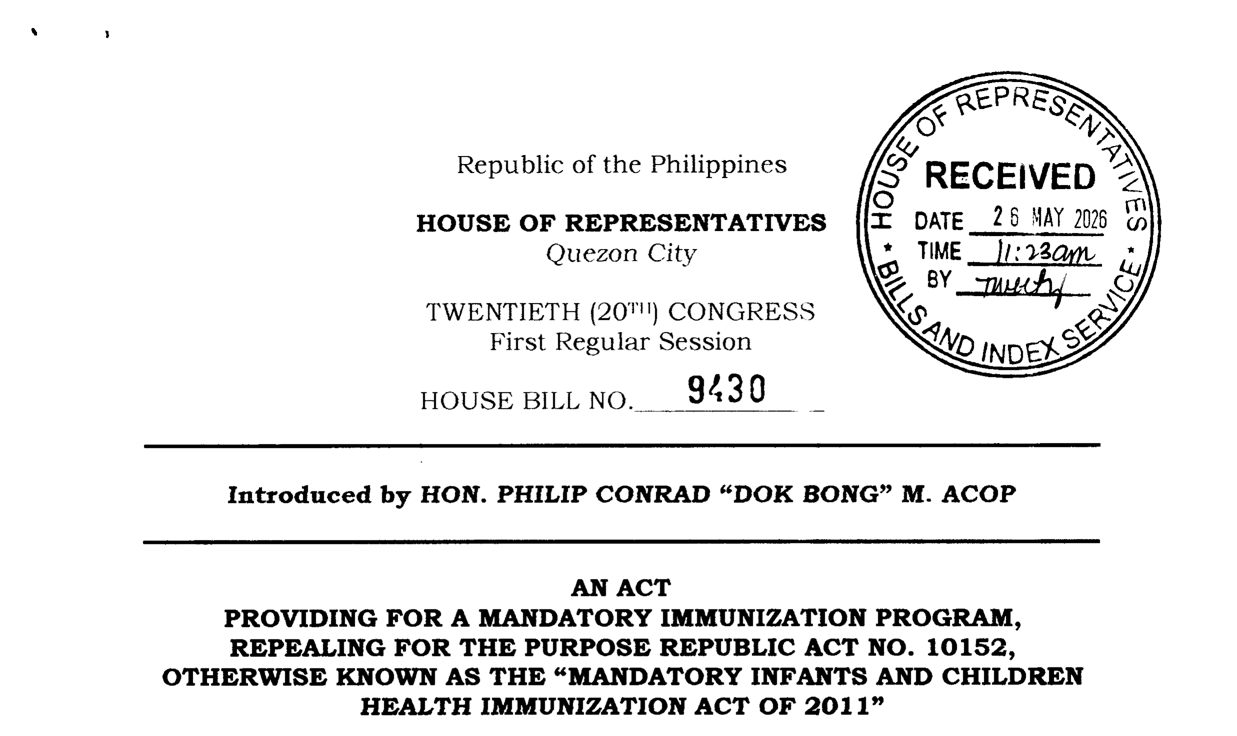 Republic of the Philippines
HOUSE OF REPRESENTATIVES
Quezon City
TWENTIETH (20TH) CONGRESS
First Regular Session
HOUSE BILL NO. 9430
HOUSE OF REPRESENTATIVES
RECEIVED
DATE 26 MAY 2026
TIME 11:23am
BY
* BILLS AND INDEX SERVICE *
Introduced by HON. PHILIP CONRAD “DOK BONG” M. ACOP
AN ACT
PROVIDING FOR A MANDATORY IMMUNIZATION PROGRAM,
REPEALING FOR THE PURPOSE REPUBLIC ACT NO. 10152,
OTHERWISE KNOWN AS THE “MANDATORY INFANTS AND CHILDREN
HEALTH IMMUNIZATION ACT OF 2011”